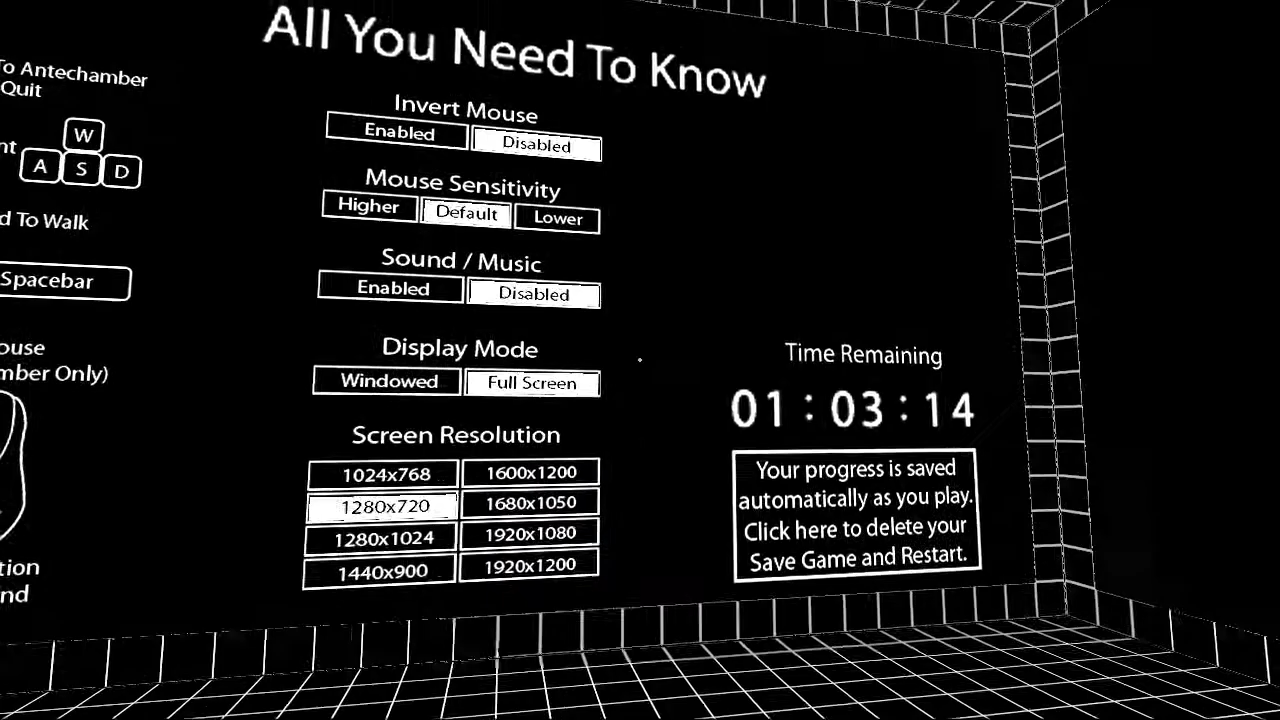 All You Need To Know
To Antechamber
Quit
W
A S D
d To Walk
Spacebar
ouse
mber Only)
tion
nd
Invert Mouse
Enabled Disabled
Mouse Sensitivity
Higher Default Lower
Sound / Music
Enabled Disabled
Display Mode
Windowed Full Screen
Screen Resolution
1024x768 1600x1200
1280x720 1680x1050
1280x1024 1920x1080
1440x900 1920x1200
Time Remaining
01 : 03 : 14
Your progress is saved
automatically as you play.
Click here to delete your
Save Game and Restart.